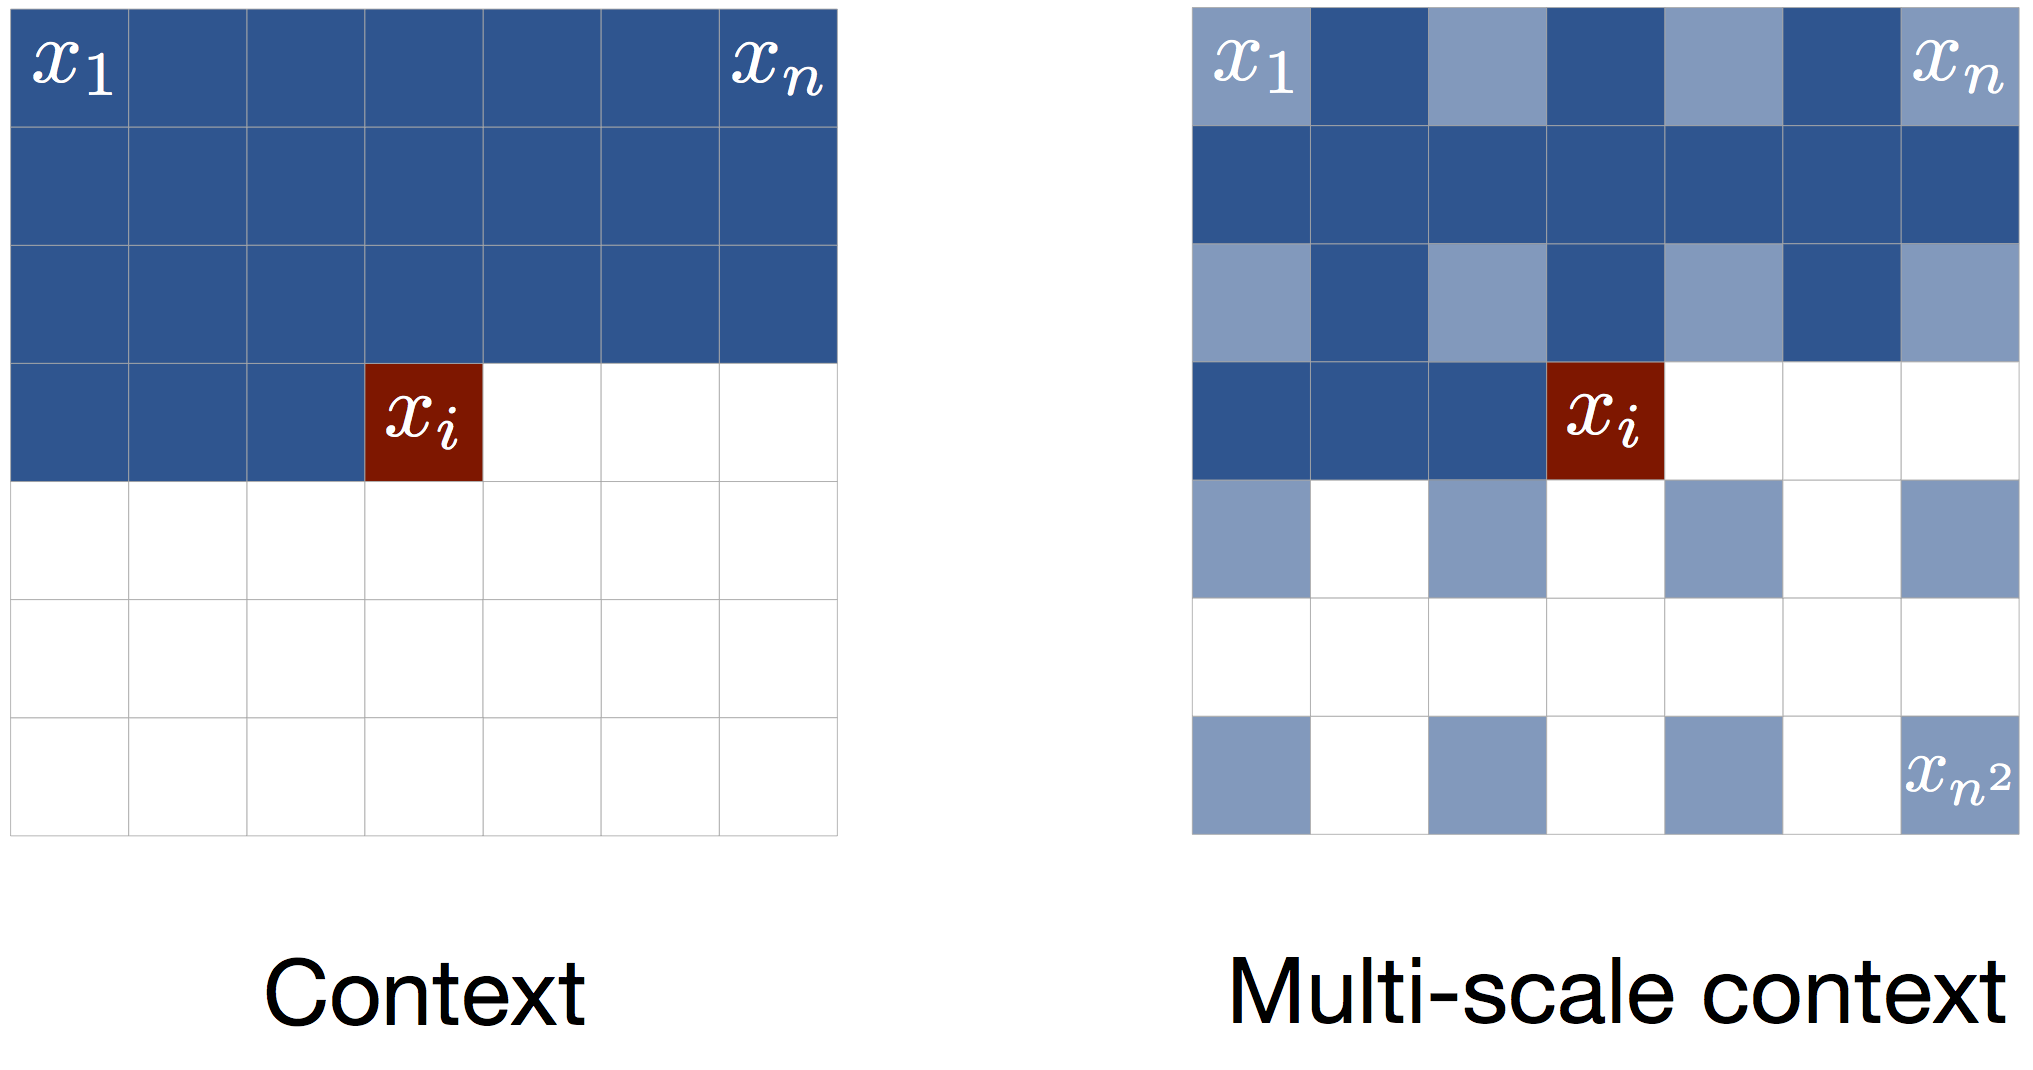 x₁ xₙ
xᵢ
Context
x₁ xₙ
xᵢ
xₙ²
Multi-scale context